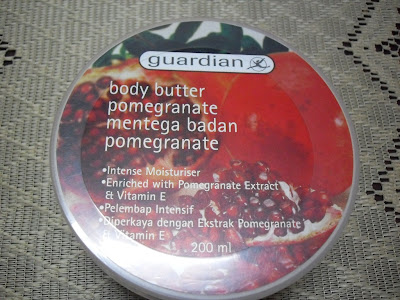 guardian
body butter
pomegranate
mentega badan
pomegranate
•Intense Moisturiser
•Enriched with Pomegranate Extract
& Vitamin E
•Pelembap Intensif
•Diperkaya dengan Ekstrak Pomegranate
& Vitamin E
200 ml